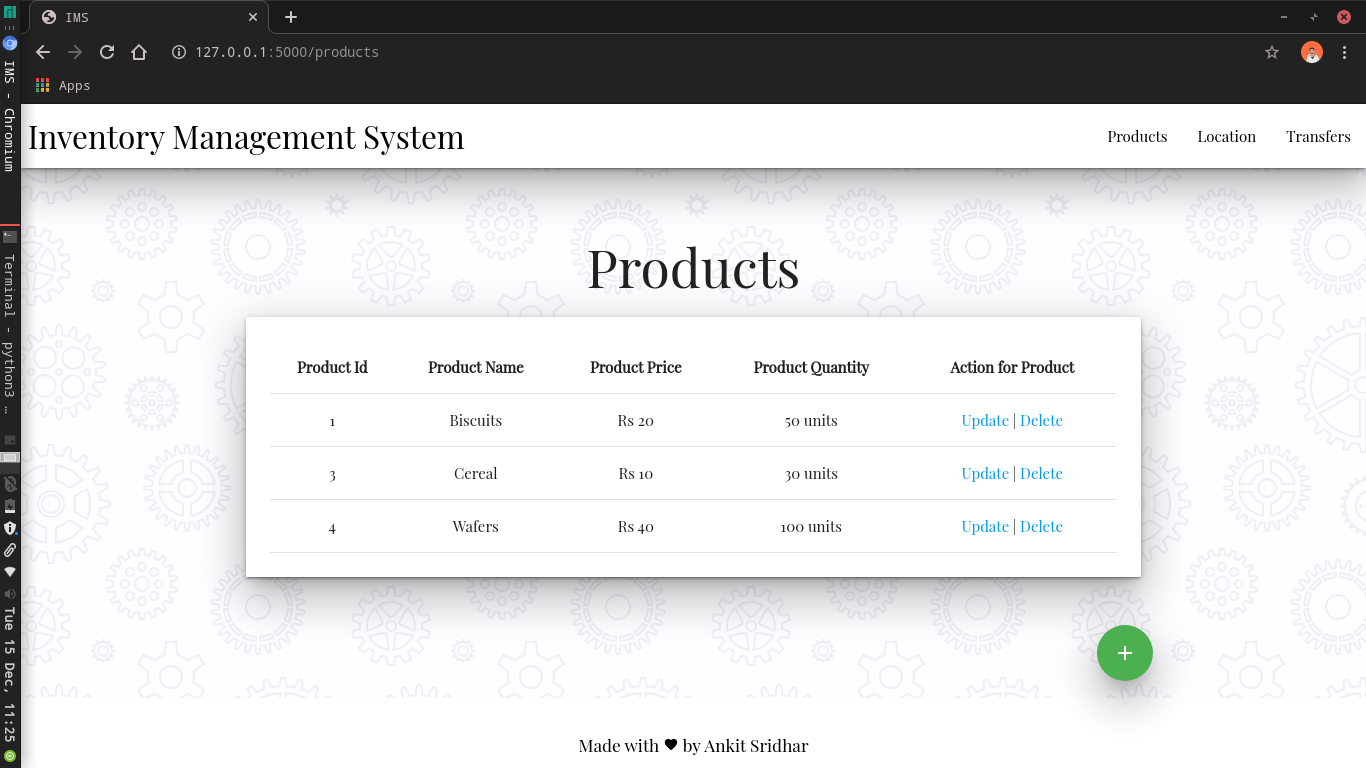 IMS
127.0.0.1:5000/products
Apps
IMS - Chromium
Terminal - python3 …
Tue 15 Dec, 11:25
Inventory Management System
Products Location Transfers
Products
Product Id Product Name Product Price Product Quantity Action for Product
1 Biscuits Rs 20 50 units Update | Delete
3 Cereal Rs 10 30 units Update | Delete
4 Wafers Rs 40 100 units Update | Delete
+
Made with ♥ by Ankit Sridhar